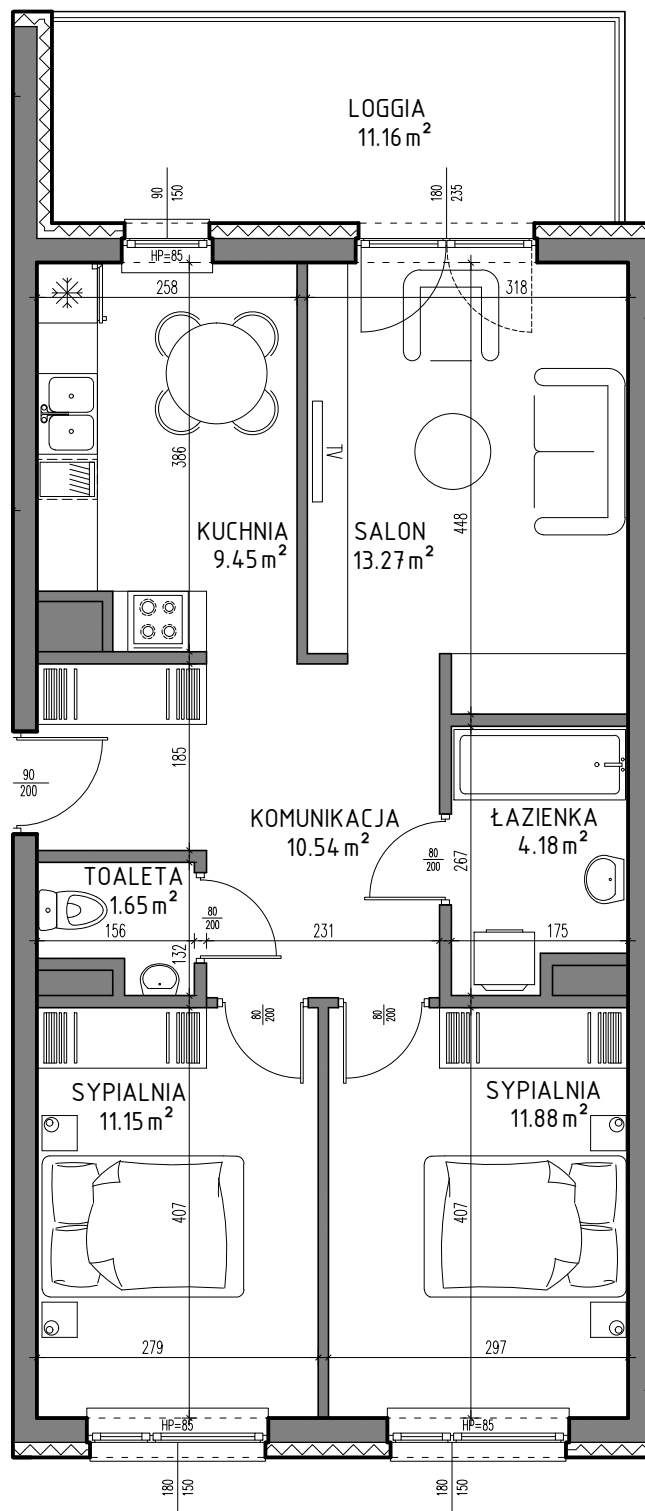 LOGGIA
11.16 m²
90
150
180
235
HP=85
258
318
386
TV
448
KUCHNIA
9.45 m²
SALON
13.27 m²
185
90
200
KOMUNIKACJA
10.54 m²
ŁAZIENKA
4.18 m²
80
200
267
TOALETA
1.65 m²
80
200
156
132
231
175
80
200
80
200
SYPIALNIA
11.15 m²
SYPIALNIA
11.88 m²
407
407
279
297
HP=85
HP=85
180
150
180
150